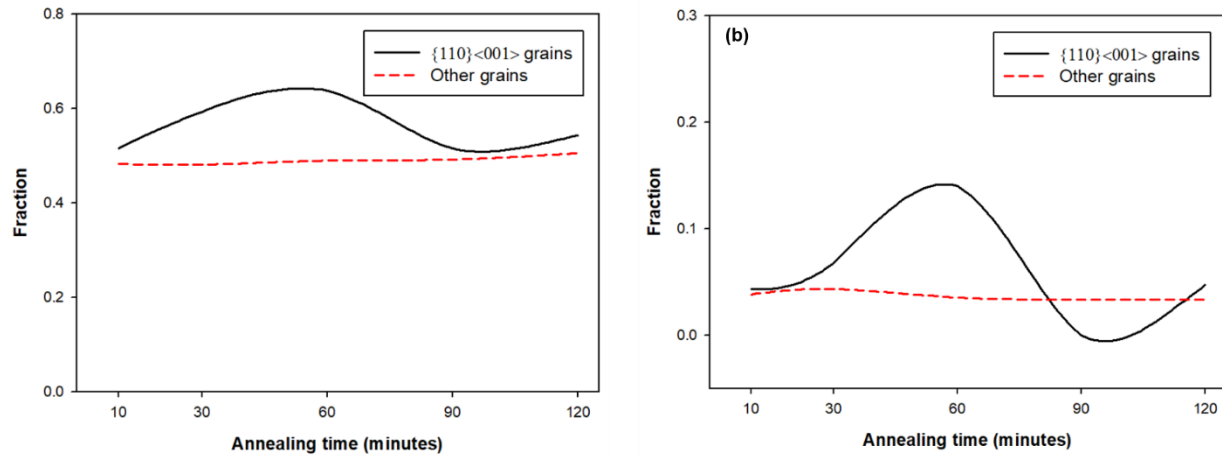 0.8
0.6
0.4
0.2
0.0
Fraction
{110}<001> grains
Other grains
10 30 60 90 120
Annealing time (minutes)
(b)
0.3
0.2
0.1
0.0
Fraction
{110}<001> grains
Other grains
10 30 60 90 120
Annealing time (minutes)